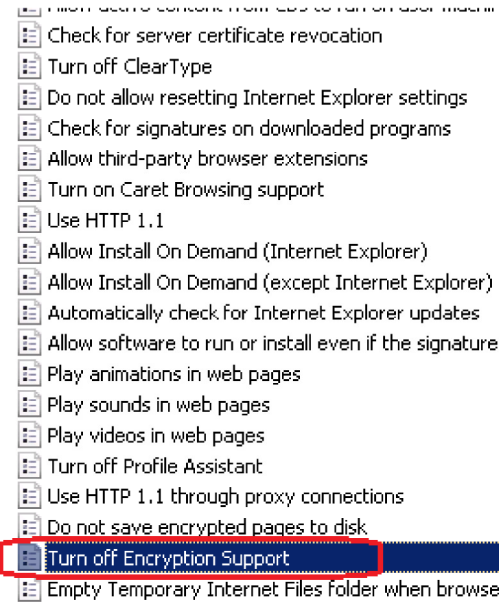 Check for server certificate revocation
Turn off ClearType
Do not allow resetting Internet Explorer settings
Check for signatures on downloaded programs
Allow third-party browser extensions
Turn on Caret Browsing support
Use HTTP 1.1
Allow Install On Demand (Internet Explorer)
Allow Install On Demand (except Internet Explorer)
Automatically check for Internet Explorer updates
Allow software to run or install even if the signature
Play animations in web pages
Play sounds in web pages
Play videos in web pages
Turn off Profile Assistant
Use HTTP 1.1 through proxy connections
Do not save encrypted pages to disk
Turn off Encryption Support
Empty Temporary Internet Files folder when browse